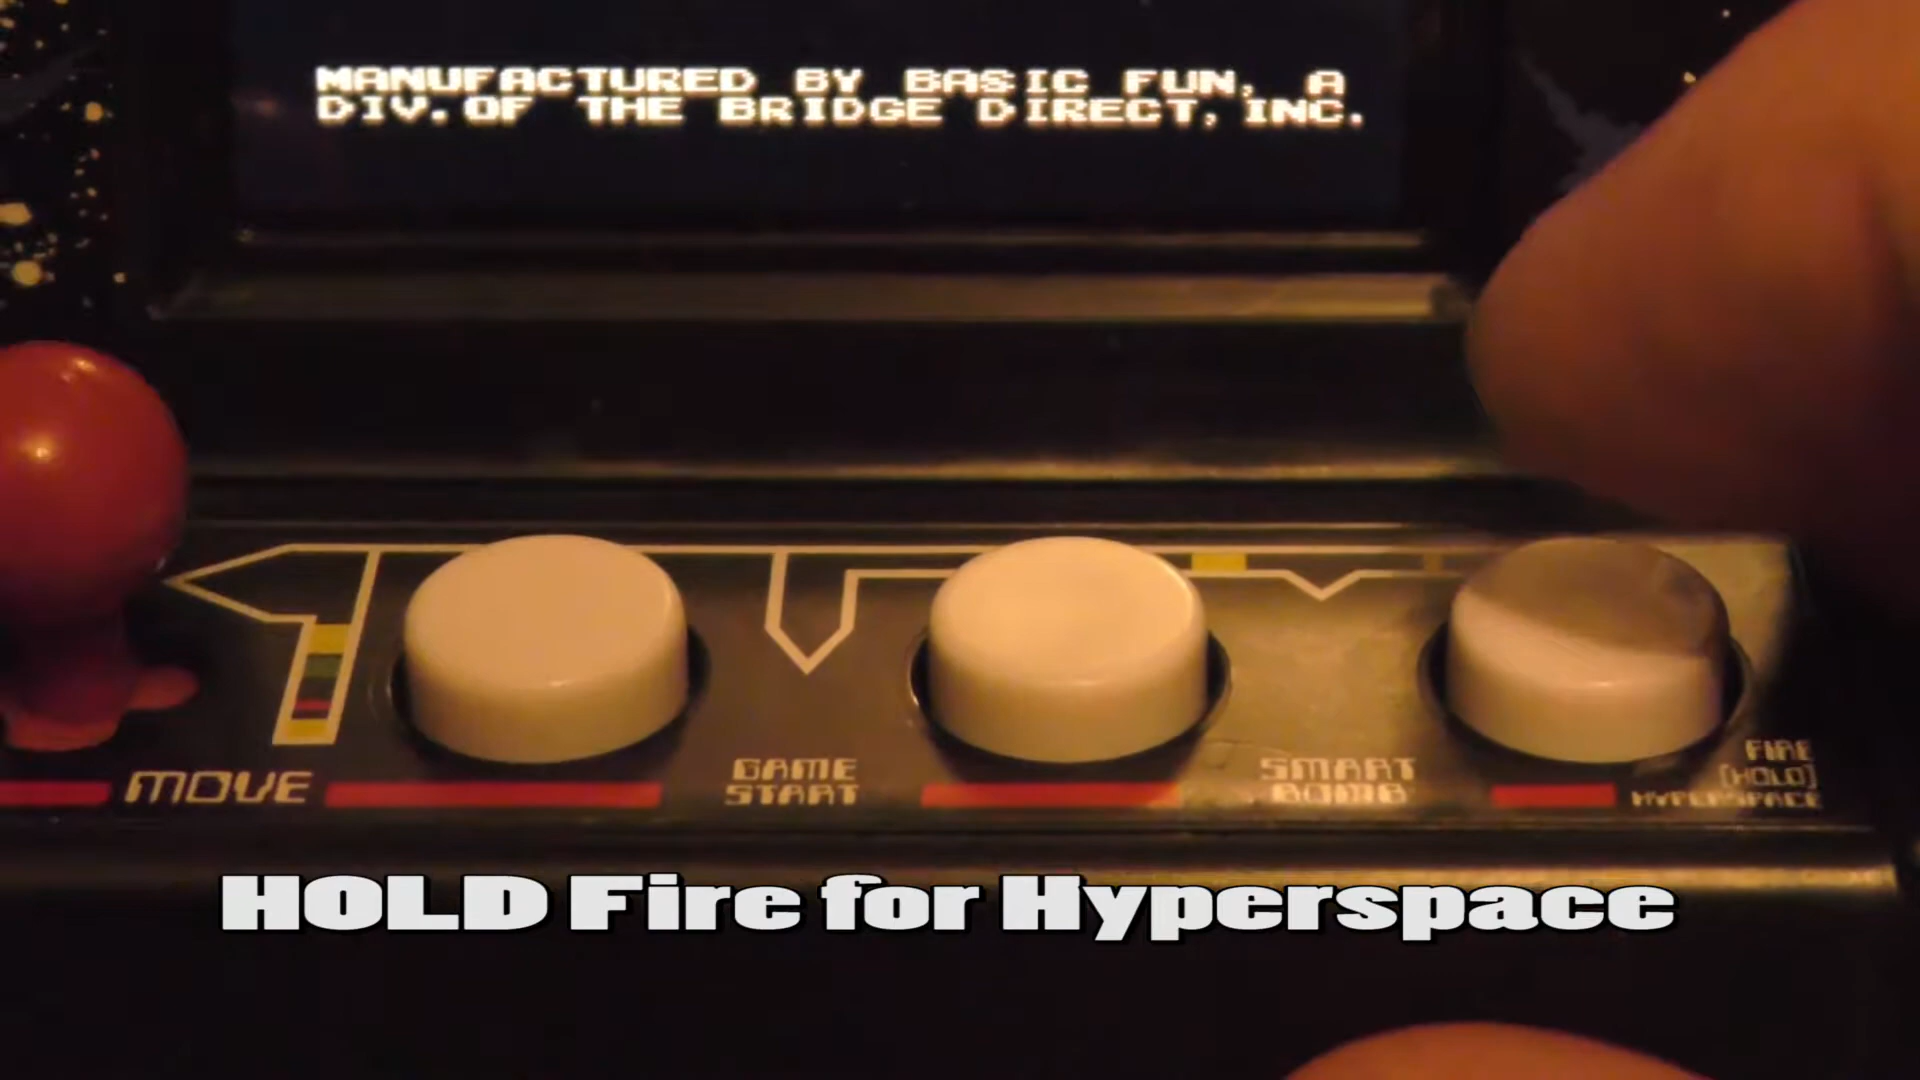 MANUFACTURED BY BASIC FUN, A
DIV. OF THE BRIDGE DIRECT, INC.
MOVE
GAME
START
SMART
BOMB
FIRE
[HOLD]
HYPERSPACE
HOLD Fire for Hyperspace